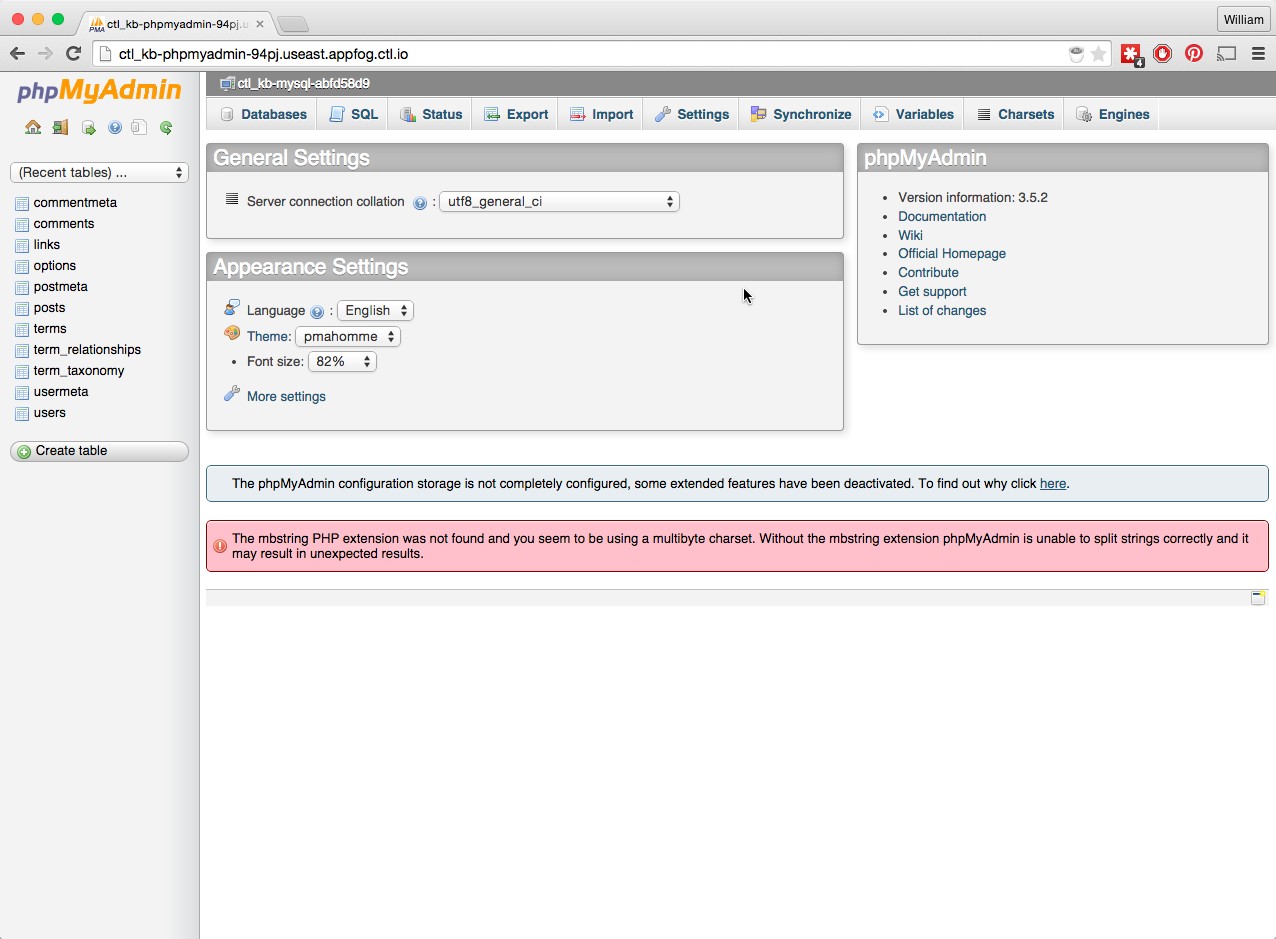 ctl_kb-phpmyadmin-94pj.u
William
ctl_kb-phpmyadmin-94pj.useast.appfog.ctl.io
4
phpMyAdmin
(Recent tables) ...
commentmeta
comments
links
options
postmeta
posts
terms
term_relationships
term_taxonomy
usermeta
users
Create table
ctl_kb-mysql-abfd58d9
Databases SQL Status Export Import Settings Synchronize Variables Charsets Engines
General Settings
Server connection collation : utf8_general_ci
Appearance Settings
Language : English
Theme: pmahomme
• Font size: 82%
More settings
phpMyAdmin
• Version information: 3.5.2
• Documentation
• Wiki
• Official Homepage
• Contribute
• Get support
• List of changes
The phpMyAdmin configuration storage is not completely configured, some extended features have been deactivated. To find out why click here.
The mbstring PHP extension was not found and you seem to be using a multibyte charset. Without the mbstring extension phpMyAdmin is unable to split strings correctly and it
may result in unexpected results.